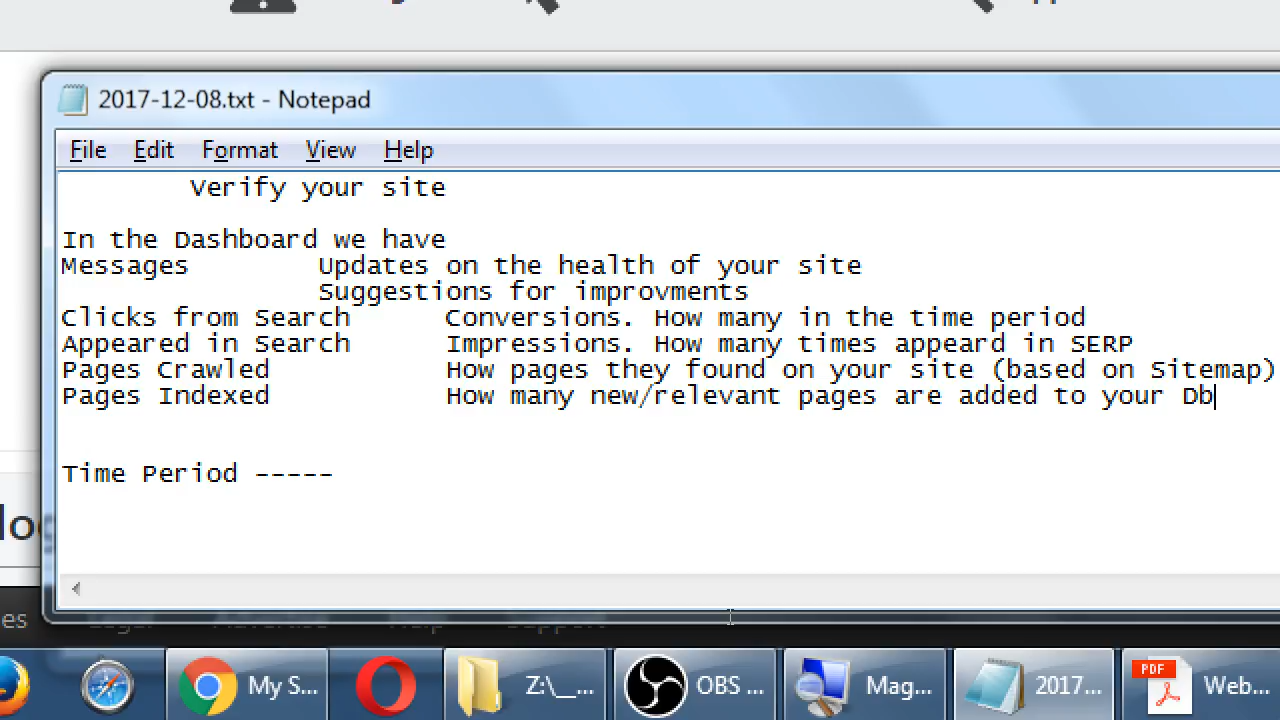 2017-12-08.txt - Notepad
File Edit Format View Help
Verify your site
In the Dashboard we have
Messages Updates on the health of your site
Suggestions for improvments
Clicks from Search Conversions. How many in the time period
Appeared in Search Impressions. How many times appeard in SERP
Pages Crawled How pages they found on your site (based on Sitemap)
Pages Indexed How many new/relevant pages are added to your Db
Time Period -----
My S... Z:\__... OBS ... Mag... 2017... Web...